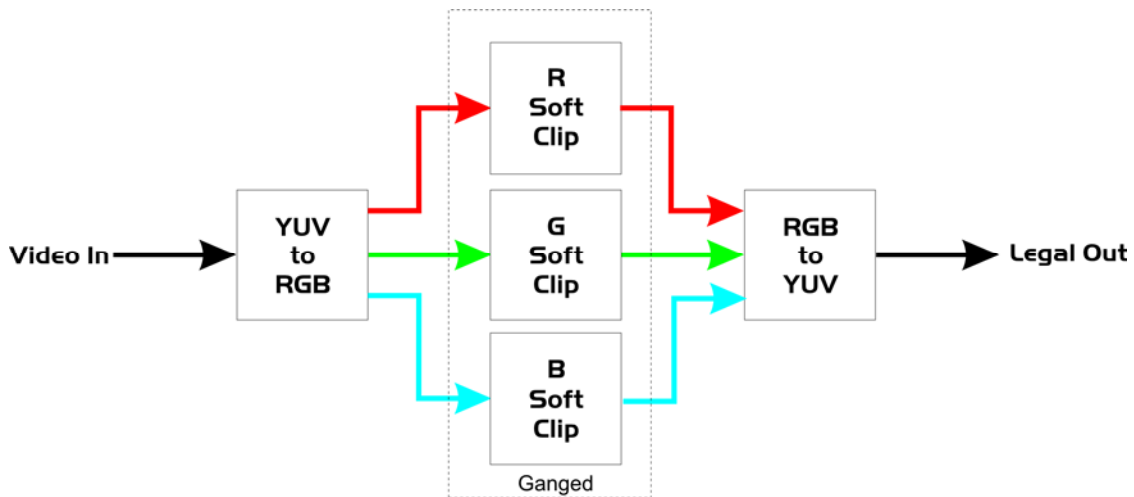 R
Soft
Clip
Video In
YUV
to
RGB
G
Soft
Clip
RGB
to
YUV
Legal Out
B
Soft
Clip
Ganged